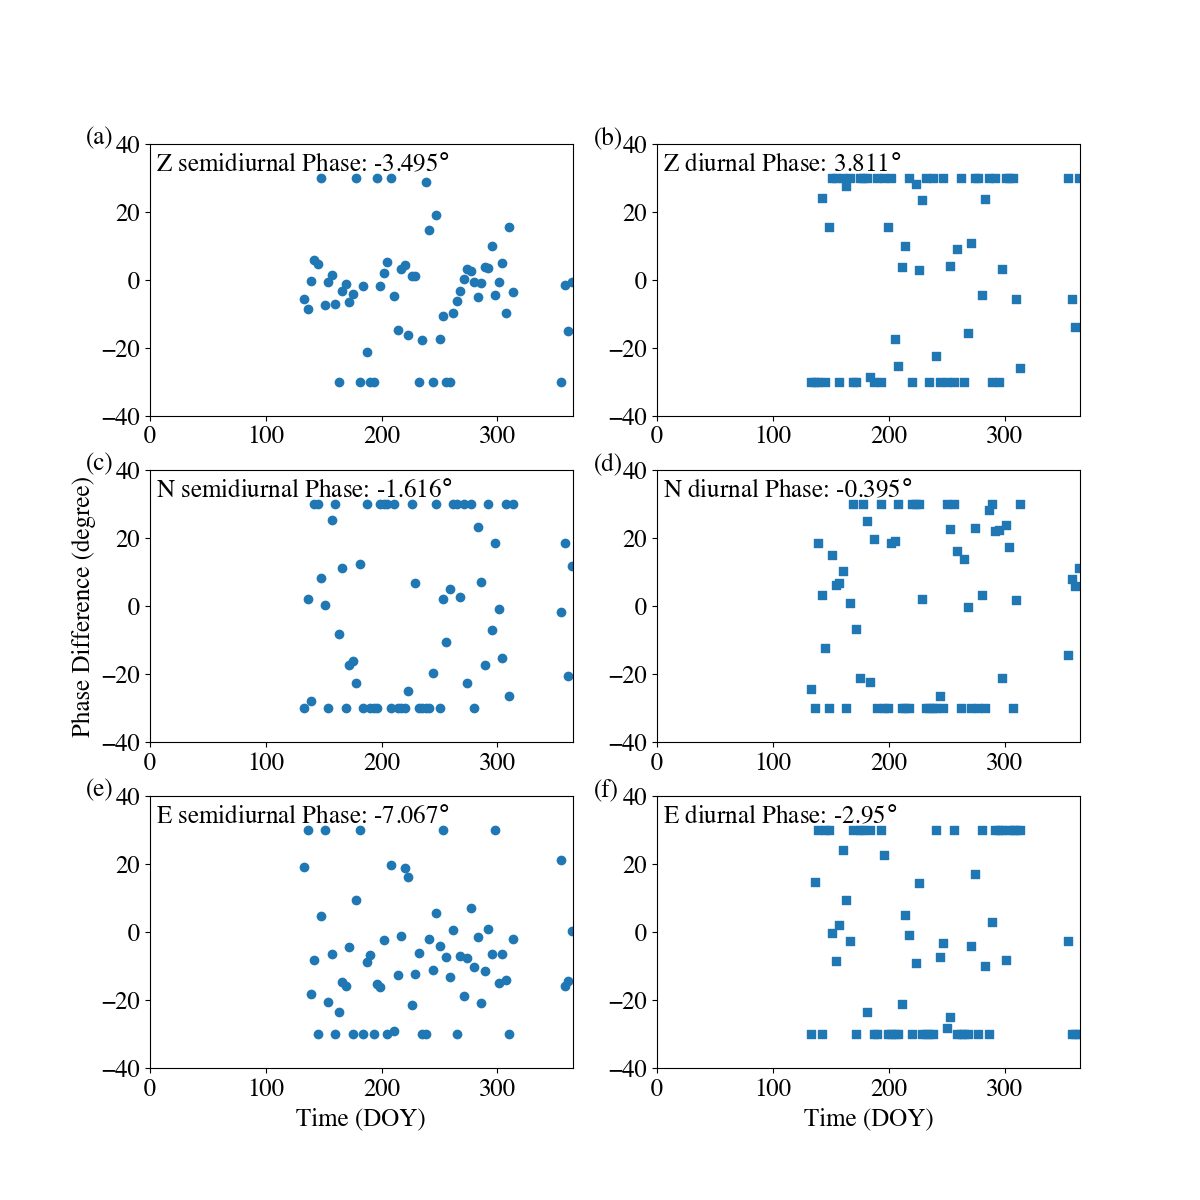 (a)
Z semidiurnal Phase: -3.495°
40
20
0
−20
−40
0 100 200 300
(b)
Z diurnal Phase: 3.811°
40
20
0
−20
−40
0 100 200 300
(c)
N semidiurnal Phase: -1.616°
40
20
0
−20
−40
0 100 200 300
Phase Difference (degree)
(d)
N diurnal Phase: -0.395°
40
20
0
−20
−40
0 100 200 300
(e)
E semidiurnal Phase: -7.067°
40
20
0
−20
−40
0 100 200 300
Time (DOY)
(f)
E diurnal Phase: -2.95°
40
20
0
−20
−40
0 100 200 300
Time (DOY)